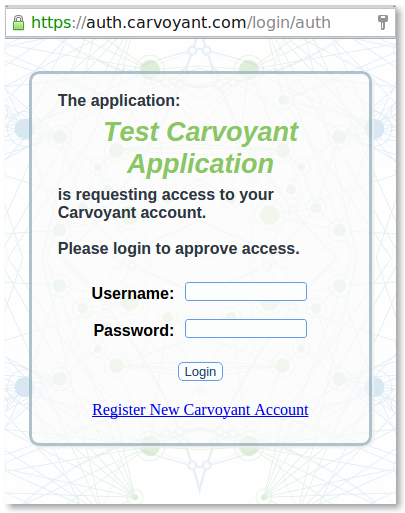 https://auth.carvoyant.com/login/auth
The application:
Test Carvoyant
Application
is requesting access to your
Carvoyant account.
Please login to approve access.
Username:
Password:
Login
Register New Carvoyant Account